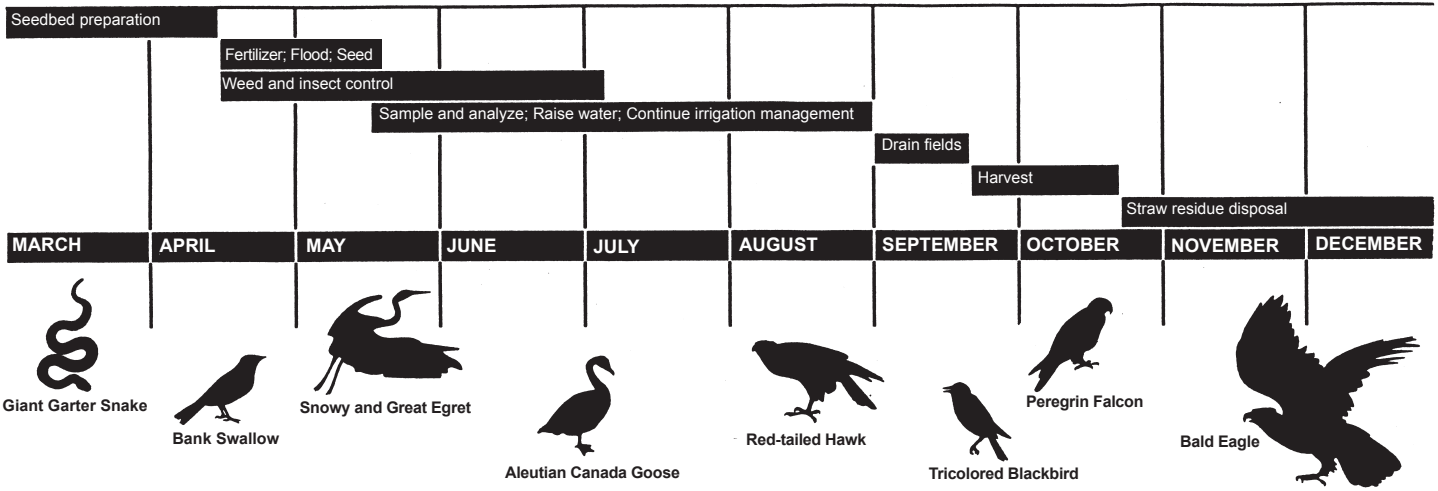 Seedbed preparation
Fertilizer; Flood; Seed
Weed and insect control
Sample and analyze; Raise water; Continue irrigation management
Drain fields
Harvest
Straw residue disposal
MARCH APRIL MAY JUNE JULY AUGUST SEPTEMBER OCTOBER NOVEMBER DECEMBER
Giant Garter Snake
Bank Swallow
Snowy and Great Egret
Aleutian Canada Goose
Red-tailed Hawk
Tricolored Blackbird
Peregrin Falcon
Bald Eagle